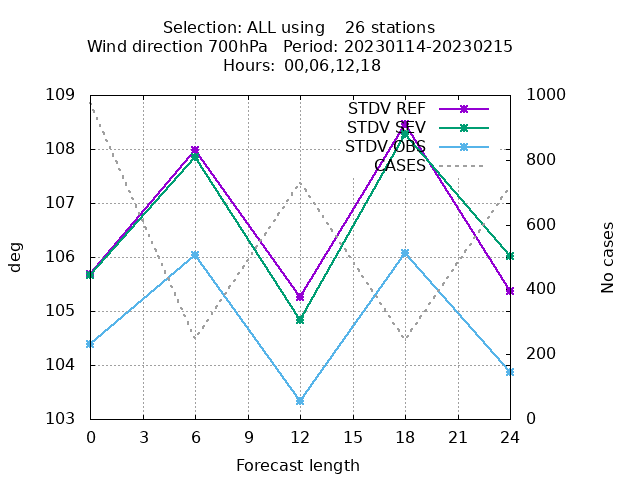 Selection: ALL using    26 stations
Wind direction 700hPa   Period: 20230114-20230215
Hours: 00,06,12,18
109
108
107
106
105
104
103
deg
STDV REF
STDV SEV
STDV OBS
CASES
1000
800
600
400
200
0
No cases
0 3 6 9 12 15 18 21 24
Forecast length